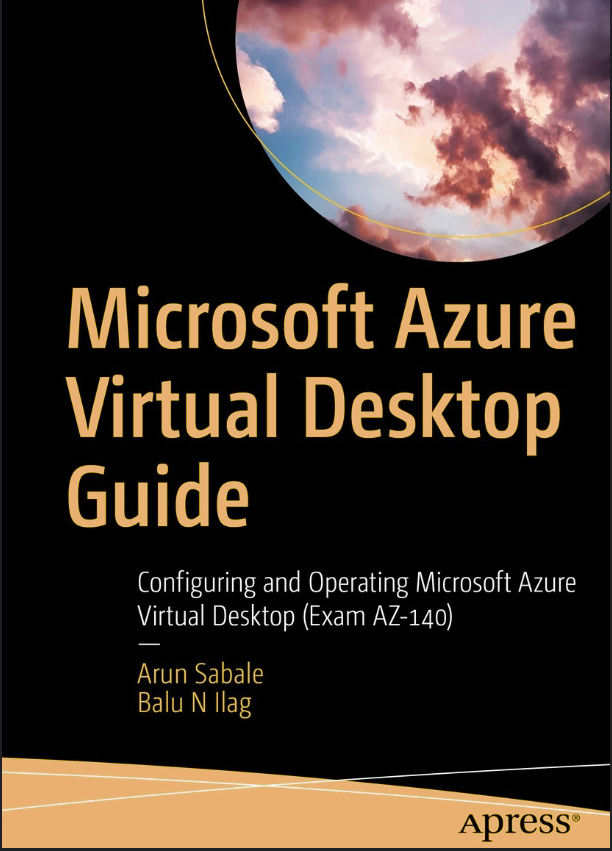 Microsoft Azure
Virtual Desktop
Guide
Configuring and Operating Microsoft Azure
Virtual Desktop (Exam AZ-140)
Arun Sabale
Balu N Ilag
Apress®